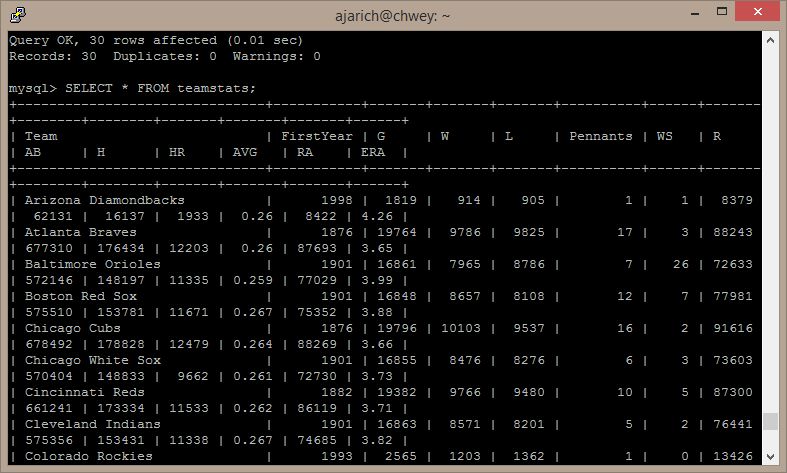 ajarich@chwey: ~
Query OK, 30 rows affected (0.01 sec)
Records: 30  Duplicates: 0  Warnings: 0
mysql> SELECT * FROM teamstats;
+-------------------------------+-----------+-------+-------+-------+----------+------+-------
+--------+--------+-------+-------+-------+------+
| Team                          | FirstYear | G     | W     | L     | Pennants | WS   | R
| AB     | H      | HR    | AVG   | RA    | ERA  |
+-------------------------------+-----------+-------+-------+-------+----------+------+-------
+--------+--------+-------+-------+-------+------+
| Arizona Diamondbacks          |      1998 |  1819 |   914 |   905 |        1 |    1 |  8379
|  62131 |  16137 |  1933 |  0.26 |  8422 | 4.26 |
| Atlanta Braves                |      1876 | 19764 |  9786 |  9825 |       17 |    3 | 88243
| 677310 | 176434 | 12203 |  0.26 | 87693 | 3.65 |
| Baltimore Orioles             |      1901 | 16861 |  7965 |  8786 |        7 |   26 | 72633
| 572146 | 148197 | 11335 | 0.259 | 77029 | 3.99 |
| Boston Red Sox                |      1901 | 16848 |  8657 |  8108 |       12 |    7 | 77981
| 575510 | 153781 | 11671 | 0.267 | 75352 | 3.88 |
| Chicago Cubs                  |      1876 | 19796 | 10103 |  9537 |       16 |    2 | 91616
| 678492 | 178828 | 12479 | 0.264 | 88269 | 3.66 |
| Chicago White Sox             |      1901 | 16855 |  8476 |  8276 |        6 |    3 | 73603
| 570404 | 148833 |  9662 | 0.261 | 72730 | 3.73 |
| Cincinnati Reds               |      1882 | 19382 |  9766 |  9480 |       10 |    5 | 87300
| 661241 | 173334 | 11533 | 0.262 | 86119 | 3.71 |
| Cleveland Indians             |      1901 | 16863 |  8571 |  8201 |        5 |    2 | 76441
| 575356 | 153431 | 11338 | 0.267 | 74685 | 3.82 |
| Colorado Rockies              |      1993 |  2565 |  1203 |  1362 |        1 |    0 | 13426